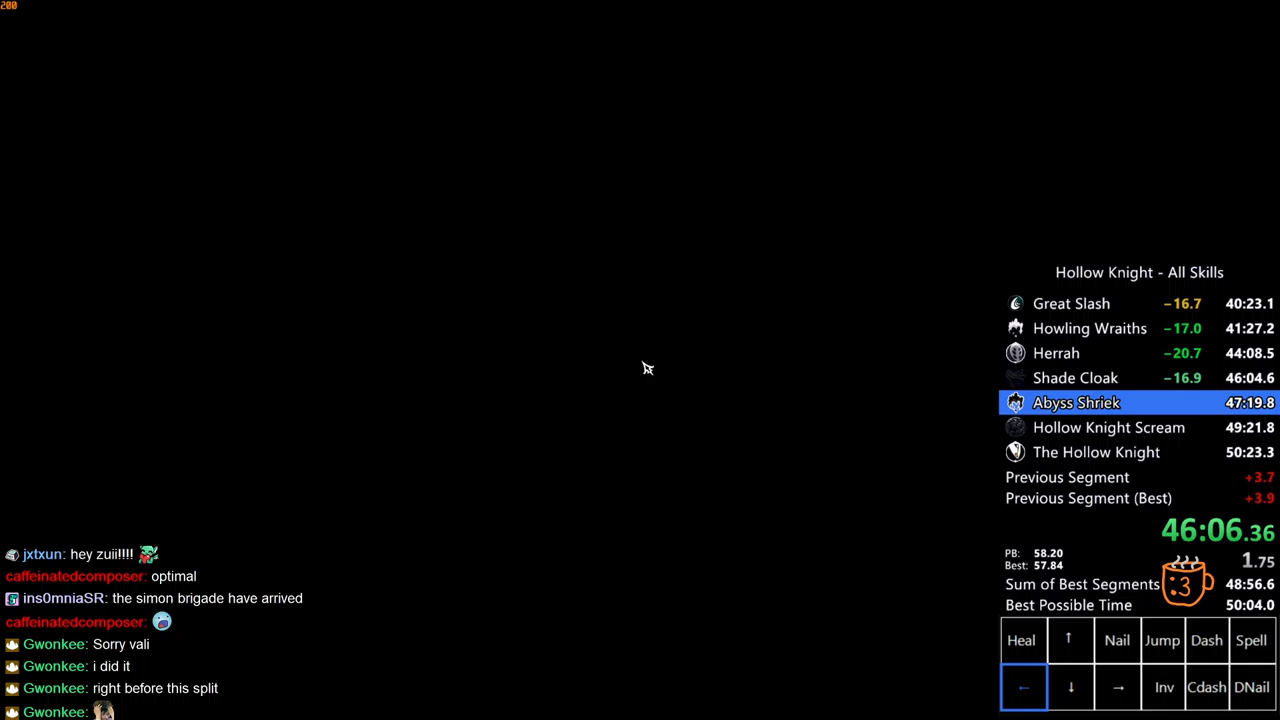 200
Hollow Knight - All Skills
Great Slash -16.7 40:23.1
Howling Wraiths -17.0 41:27.2
Herrah -20.7 44:08.5
Shade Cloak -16.9 46:04.6
Abyss Shriek 47:19.8
Hollow Knight Scream 49:21.8
The Hollow Knight 50:23.3
Previous Segment +3.7
Previous Segment (Best) +3.9
46:06.36
PB: 58.20
Best: 57.84
1.75
Sum of Best Segments 48:56.6
Best Possible Time 50:04.0
Heal ↑ Nail Jump Dash Spell
← ↓ → Inv Cdash DNail
jxtxun: hey zuii!!!!
caffeinatedcomposer: optimal
ins0mniaSR: the simon brigade have arrived
caffeinatedcomposer:
Gwonkee: Sorry vali
Gwonkee: i did it
Gwonkee: right before this split
Gwonkee: